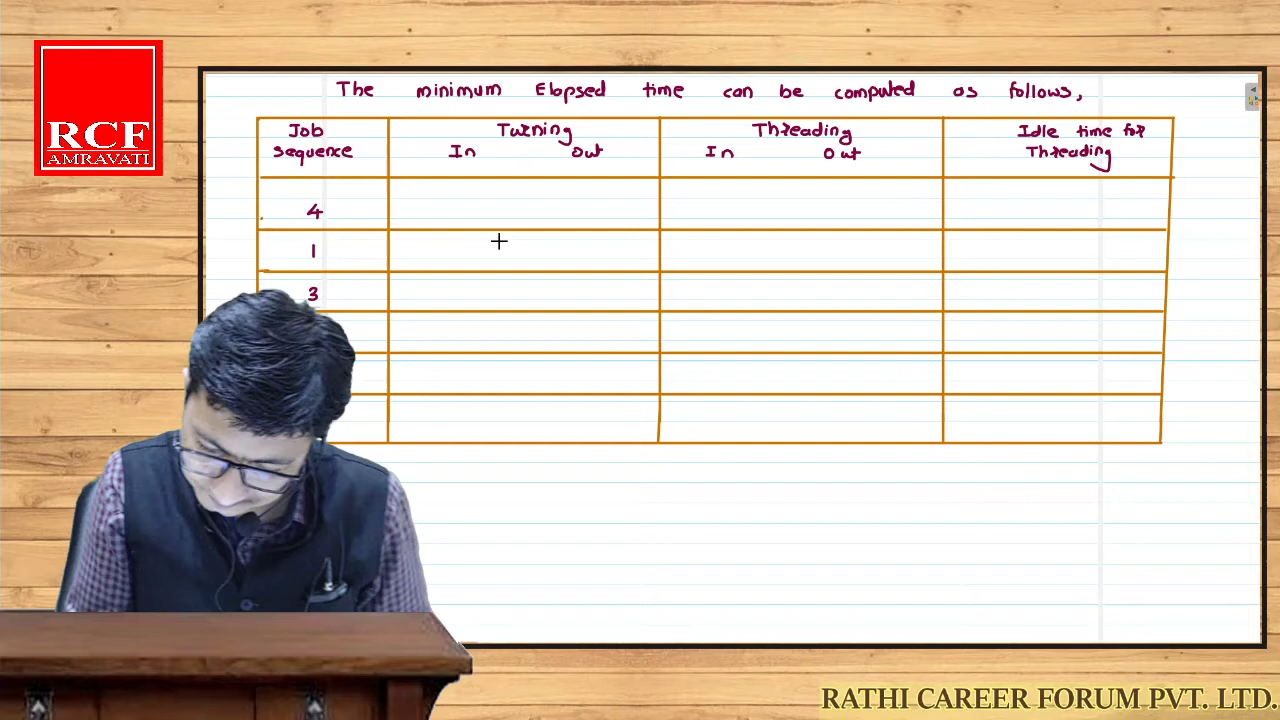 RCF
AMRAVATI
The minimum Elapsed time can be computed as follows,
Job sequence
Turning
In Out
Threading
In Out
Idle time for Threading
4
1
3
RATHI CAREER FORUM PVT. LTD.